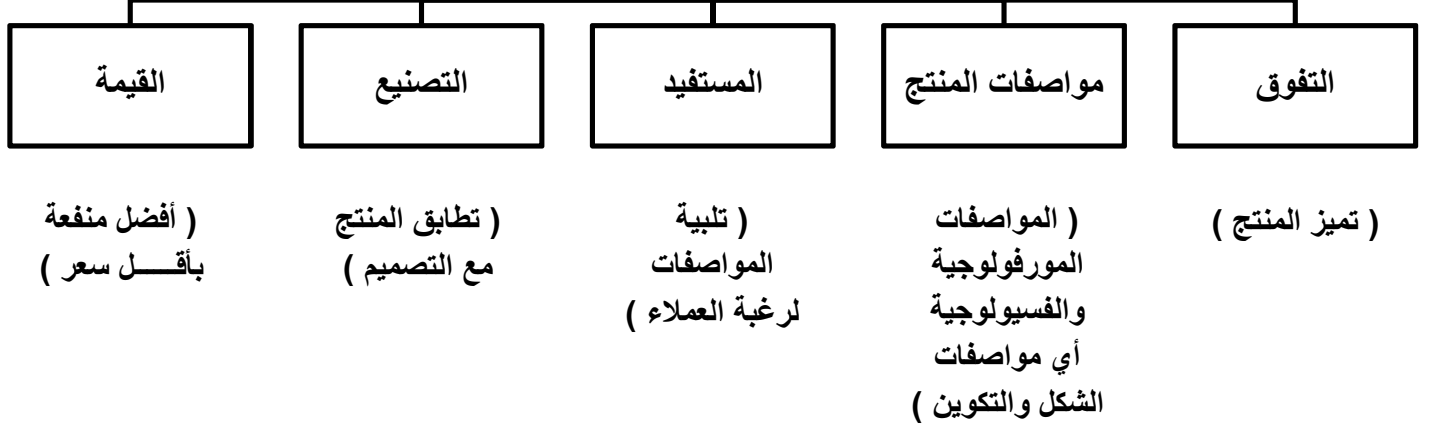 التفوق
مواصفات المنتج
المستفيد
التصنيع
القيمة
( تميز المنتج )
( المواصفات
المورفولوجية
والفسيولوجية
أي مواصفات
الشكل والتكوين )
( تلبية
المواصفات
لرغبة العملاء )
( تطابق المنتج
مع التصميم )
( أفضل منفعة
بأقـــــل سعر )